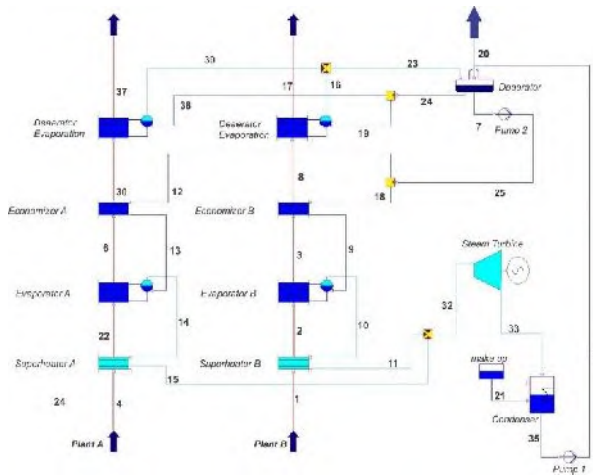 20
39
23
Deaerator
37
17
16
38
24
Deaerator
Evaporation
Deaerator
Evaporation
19
7
Pump 2
8
30
12
18
25
Economizer A
Economizer B
Steam Turbine
6
13
3
9
Evaporator A
Evaporator B
32
14
10
33
22
2
make up
Superheater A
Superheater B
11
15
21
24
4
1
Condenser
35
Plant A
Plant B
Pump 1